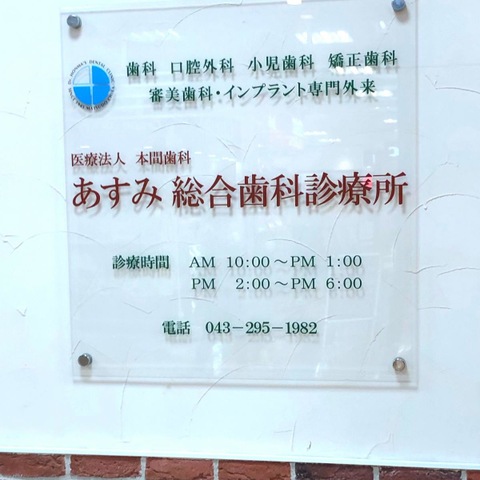 歯科 口腔外科 小児歯科 矯正歯科
審美歯科・インプラント専門外来
医療法人 本間歯科
あすみ 総合歯科診療所
診療時間 AM 10:00～PM 1:00
PM 2:00～PM 6:00
電話 043－295－1982